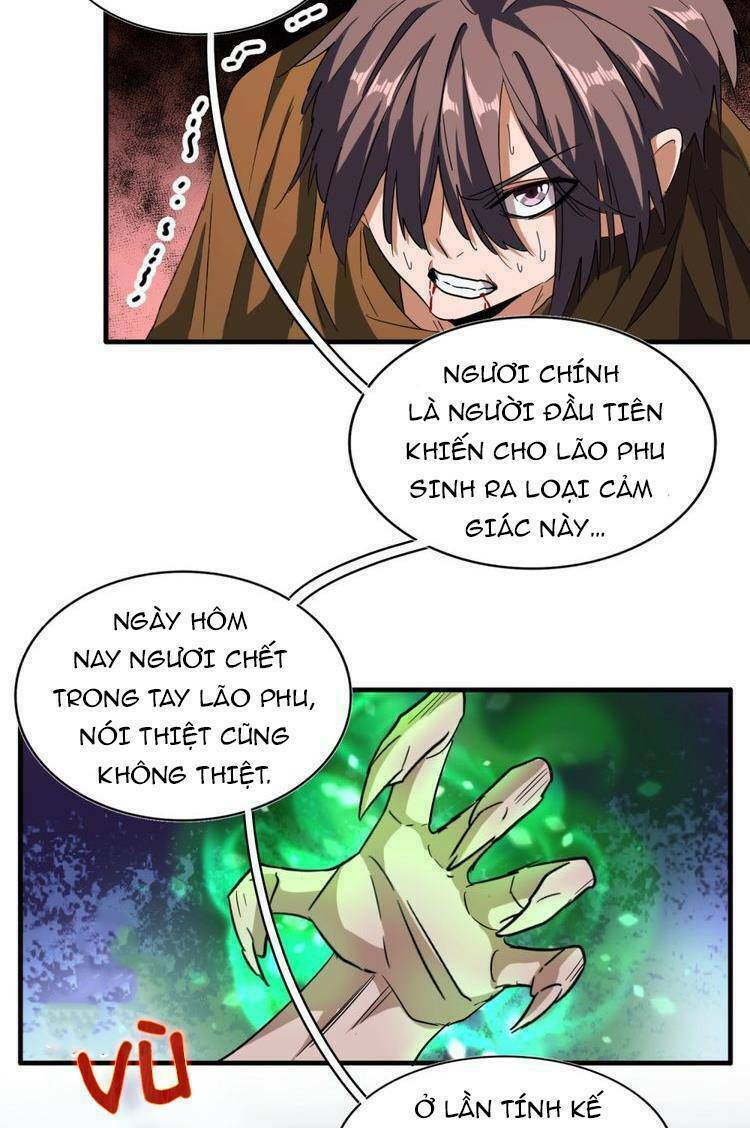 NGƯƠI CHÍNH
LÀ NGƯỜI ĐẦU TIÊN
KHIẾN CHO LÃO PHU
SINH RA LOẠI CẢM
GIÁC NÀY...
NGÀY HÔM
NAY NGƯƠI CHẾT
TRONG TAY LÃO PHU,
NÓI THIỆT CŨNG
KHÔNG THIỆT.
VÙ
Ở LẦN TÍNH KẾ